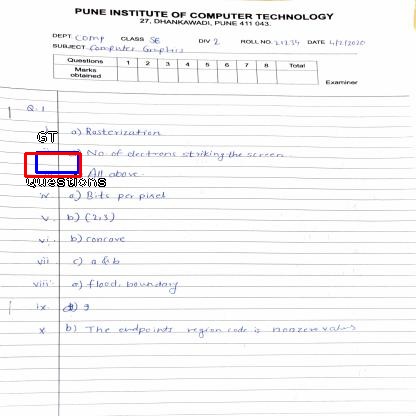 PUNE INSTITUTE OF COMPUTER TECHNOLOGY
27, DHANKAWADI, PUNE 411 043.
DEPT Comp CLASS SE DIV 2 ROLL NO. 21234 DATE 4/2/2020
SUBJECT Computer Graphics
Questions 1 2 3 4 5 6 7 8 Total
Marks obtained
Examiner
Q.1
GT
a) Rasterization
No. of electrons striking the screen.
All above.
Questions
iv a) Bits per pixel
v. b) (2,3)
vi. b) concave
vii c) a & b
viii a) flood, boundary
ix. 9
x b) The endpoints region code is nonzero values